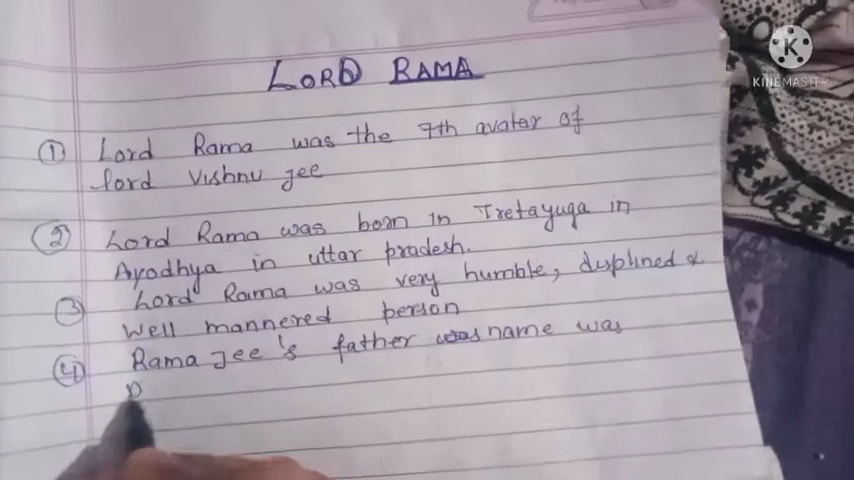 LORD RAMA
① Lord Rama was the 7th avatar of
lord Vishnu jee
② Lord Rama was born in Tretayuga in
Ayodhya in uttar pradesh.
③ Lord Rama was very humble, dusplined &
well mannered person
④ Rama Jee's father was name was
D
K
KINEMASTER